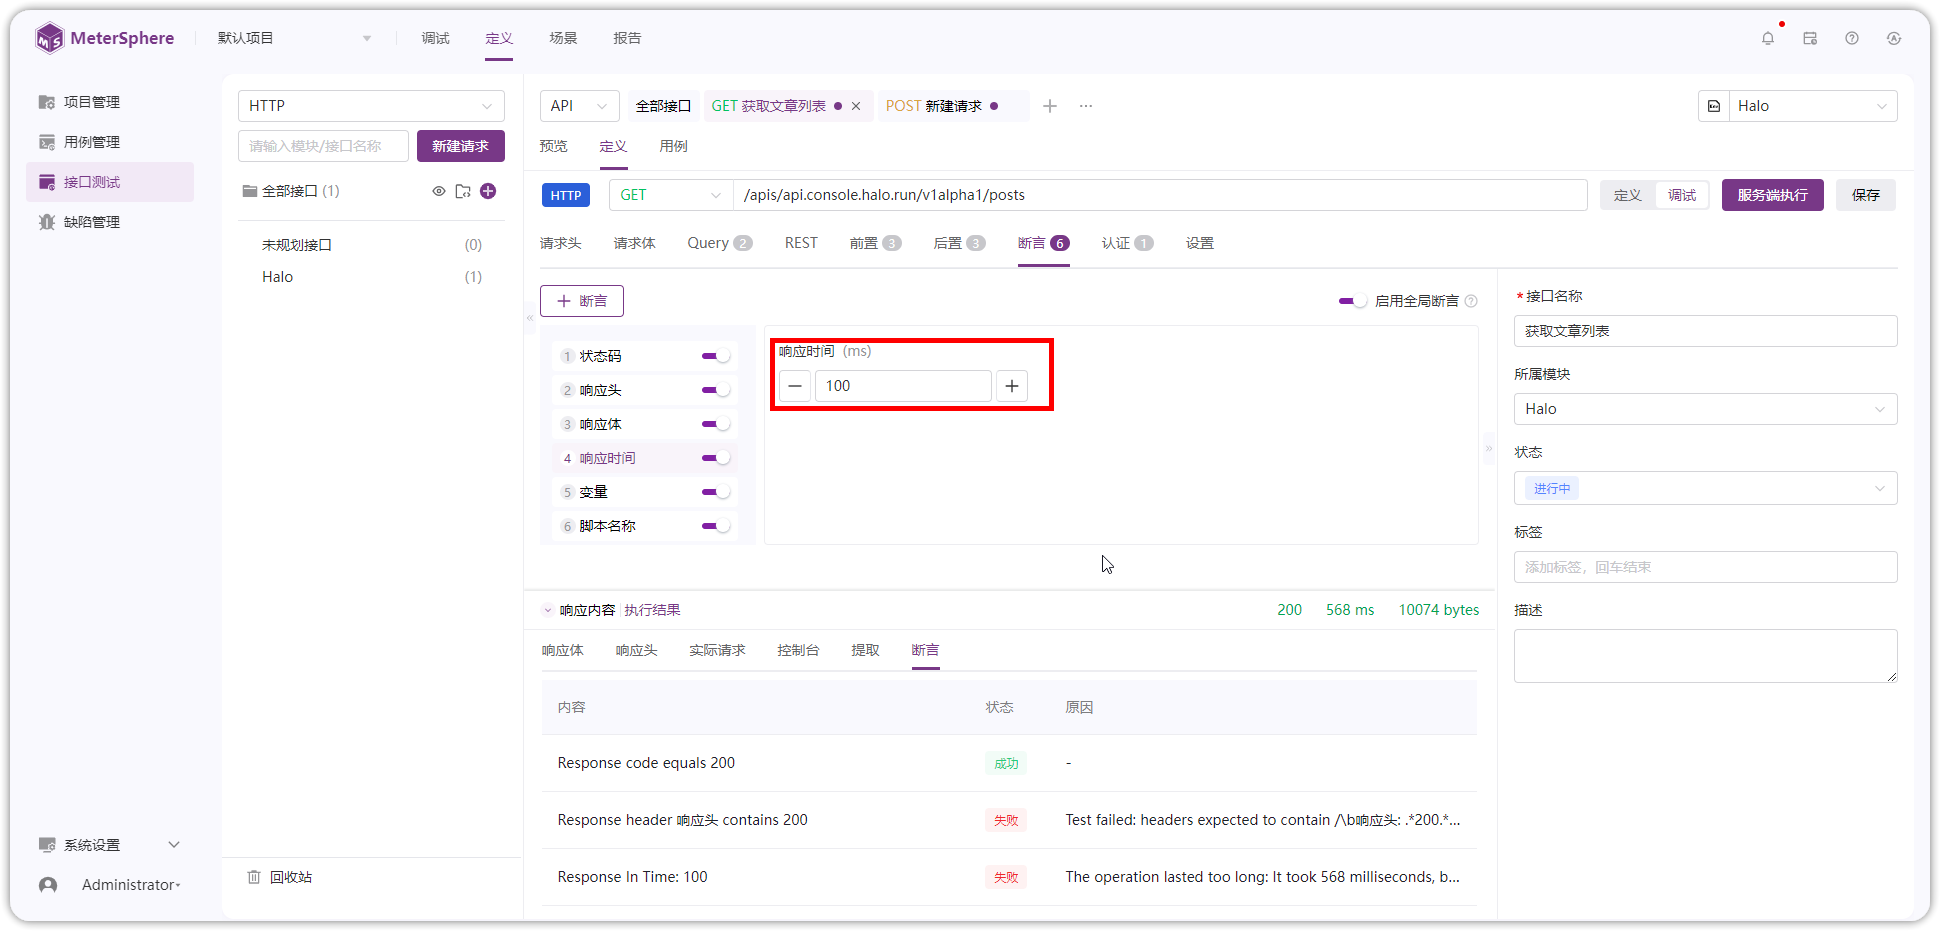 MeterSphere
默认项目
调试
定义
场景
报告
项目管理
用例管理
接口测试
缺陷管理
系统设置
Administrator
HTTP
请输入模块/接口名称
新建请求
全部接口 (1)
未规划接口 (0)
Halo (1)
回收站
API
全部接口
GET 获取文章列表
POST 新建请求
Halo
预览
定义
用例
HTTP
GET
/apis/api.console.halo.run/v1alpha1/posts
定义
调试
服务端执行
保存
请求头
请求体
Query 2
REST
前置 3
后置 3
断言 6
认证 1
设置
断言
启用全局断言
1 状态码
2 响应头
3 响应体
4 响应时间
5 变量
6 脚本名称
响应时间 (ms)
100
*接口名称
获取文章列表
所属模块
Halo
状态
进行中
标签
添加标签，回车结束
描述
响应内容
执行结果
200
568 ms
10074 bytes
响应体
响应头
实际请求
控制台
提取
断言
内容 状态 原因
Response code equals 200 成功 -
Response header 响应头 contains 200 失败 Test failed: headers expected to contain /\b响应头: .*200.*...
Response In Time: 100 失败 The operation lasted too long: It took 568 milliseconds, b...